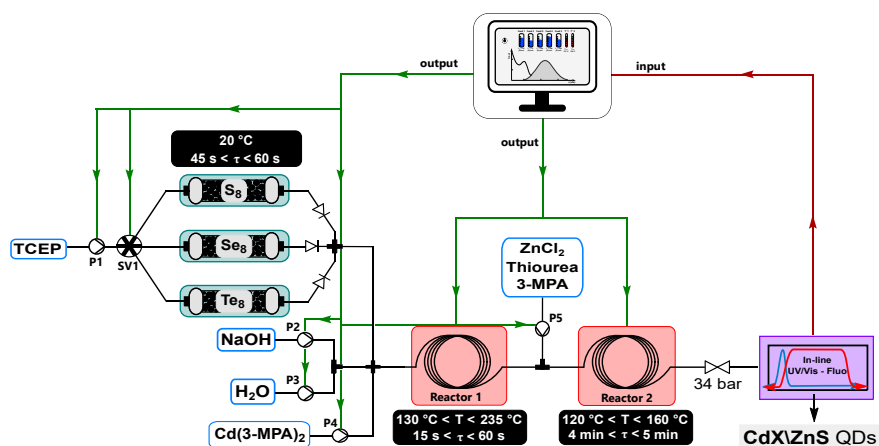 output
input
output
20 °C
45 s < τ < 60 s
S₈
Se₈
Te₈
TCEP
P1
SV1
ZnCl₂
Thiourea
3-MPA
P5
P2
NaOH
P3
H₂O
P4
Cd(3-MPA)₂
Reactor 1
130 °C < T < 235 °C
15 s < τ < 60 s
Reactor 2
120 °C < T < 160 °C
4 min < τ < 5 min
34 bar
In-line
UV/Vis - Fluo
CdX\ZnS QDs